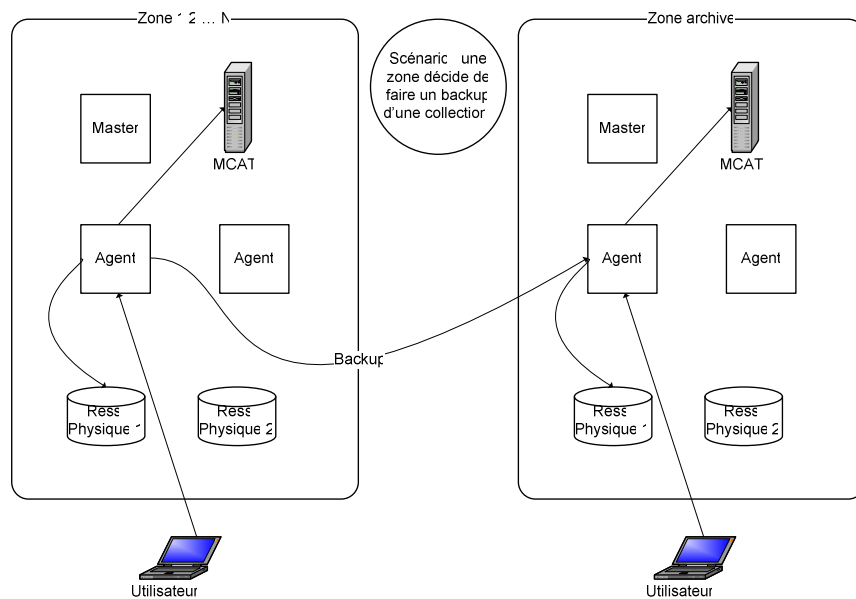 Zone 1 2 ... N
Zone archive
Scénario une
zone décide de
faire un backup
d'une collection
Master
MCAT
Master
MCAT
Agent
Agent
Agent
Agent
Backup
Ress
Physique 1
Ress
Physique 2
Ress
Physique 1
Ress
Physique 2
Utilisateur
Utilisateur